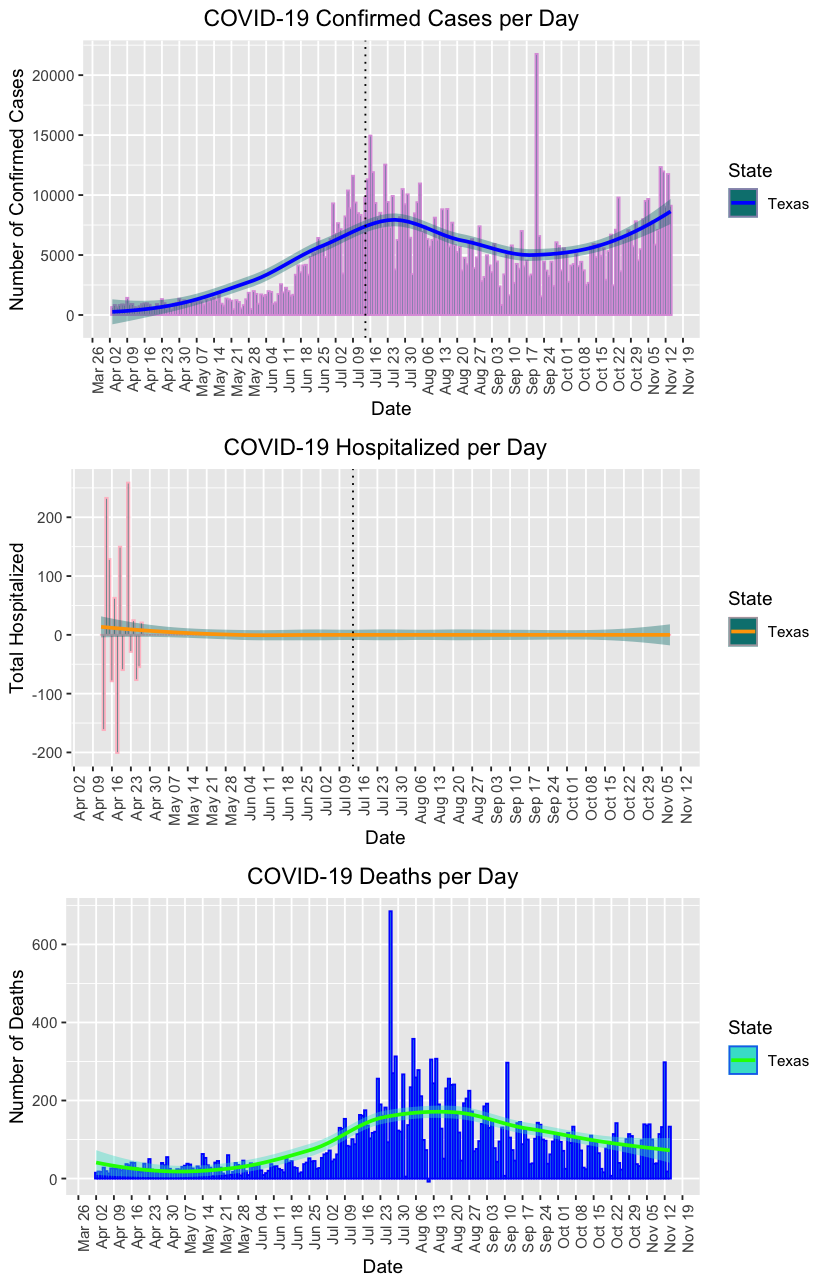 COVID-19 Confirmed Cases per Day
Number of Confirmed Cases
20000
15000
10000
5000
0
Mar 26
Apr 02
Apr 09
Apr 16
Apr 23
Apr 30
May 07
May 14
May 21
May 28
Jun 04
Jun 11
Jun 18
Jun 25
Jul 02
Jul 09
Jul 16
Jul 23
Jul 30
Aug 06
Aug 13
Aug 20
Aug 27
Sep 03
Sep 10
Sep 17
Sep 24
Oct 01
Oct 08
Oct 15
Oct 22
Oct 29
Nov 05
Nov 12
Nov 19
Date
State
Texas
COVID-19 Hospitalized per Day
Total Hospitalized
200
100
0
-100
-200
Apr 02
Apr 09
Apr 16
Apr 23
Apr 30
May 07
May 14
May 21
May 28
Jun 04
Jun 11
Jun 18
Jun 25
Jul 02
Jul 09
Jul 16
Jul 23
Jul 30
Aug 06
Aug 13
Aug 20
Aug 27
Sep 03
Sep 10
Sep 17
Sep 24
Oct 01
Oct 08
Oct 15
Oct 22
Oct 29
Nov 05
Nov 12
Date
State
Texas
COVID-19 Deaths per Day
Number of Deaths
600
400
200
0
Mar 26
Apr 02
Apr 09
Apr 16
Apr 23
Apr 30
May 07
May 14
May 21
May 28
Jun 04
Jun 11
Jun 18
Jun 25
Jul 02
Jul 09
Jul 16
Jul 23
Jul 30
Aug 06
Aug 13
Aug 20
Aug 27
Sep 03
Sep 10
Sep 17
Sep 24
Oct 01
Oct 08
Oct 15
Oct 22
Oct 29
Nov 05
Nov 12
Nov 19
Date
State
Texas